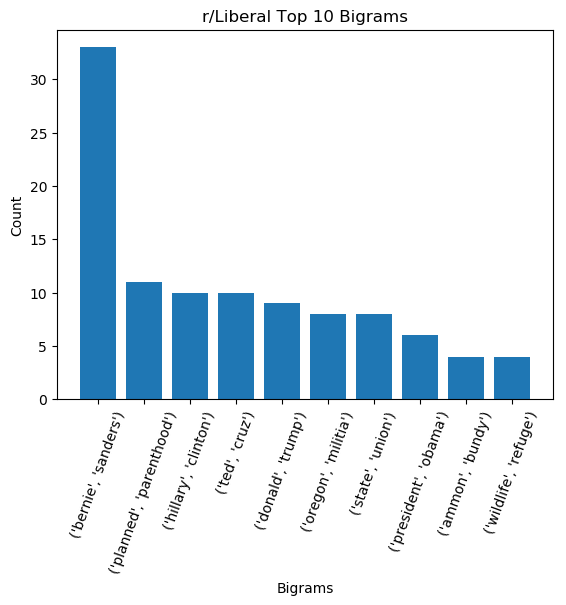 r/Liberal Top 10 Bigrams
Count
30
25
20
15
10
5
0
('bernie', 'sanders')
('planned', 'parenthood')
('hillary', 'clinton')
('ted', 'cruz')
('donald', 'trump')
('oregon', 'militia')
('state', 'union')
('president', 'obama')
('ammon', 'bundy')
('wildlife', 'refuge')
Bigrams